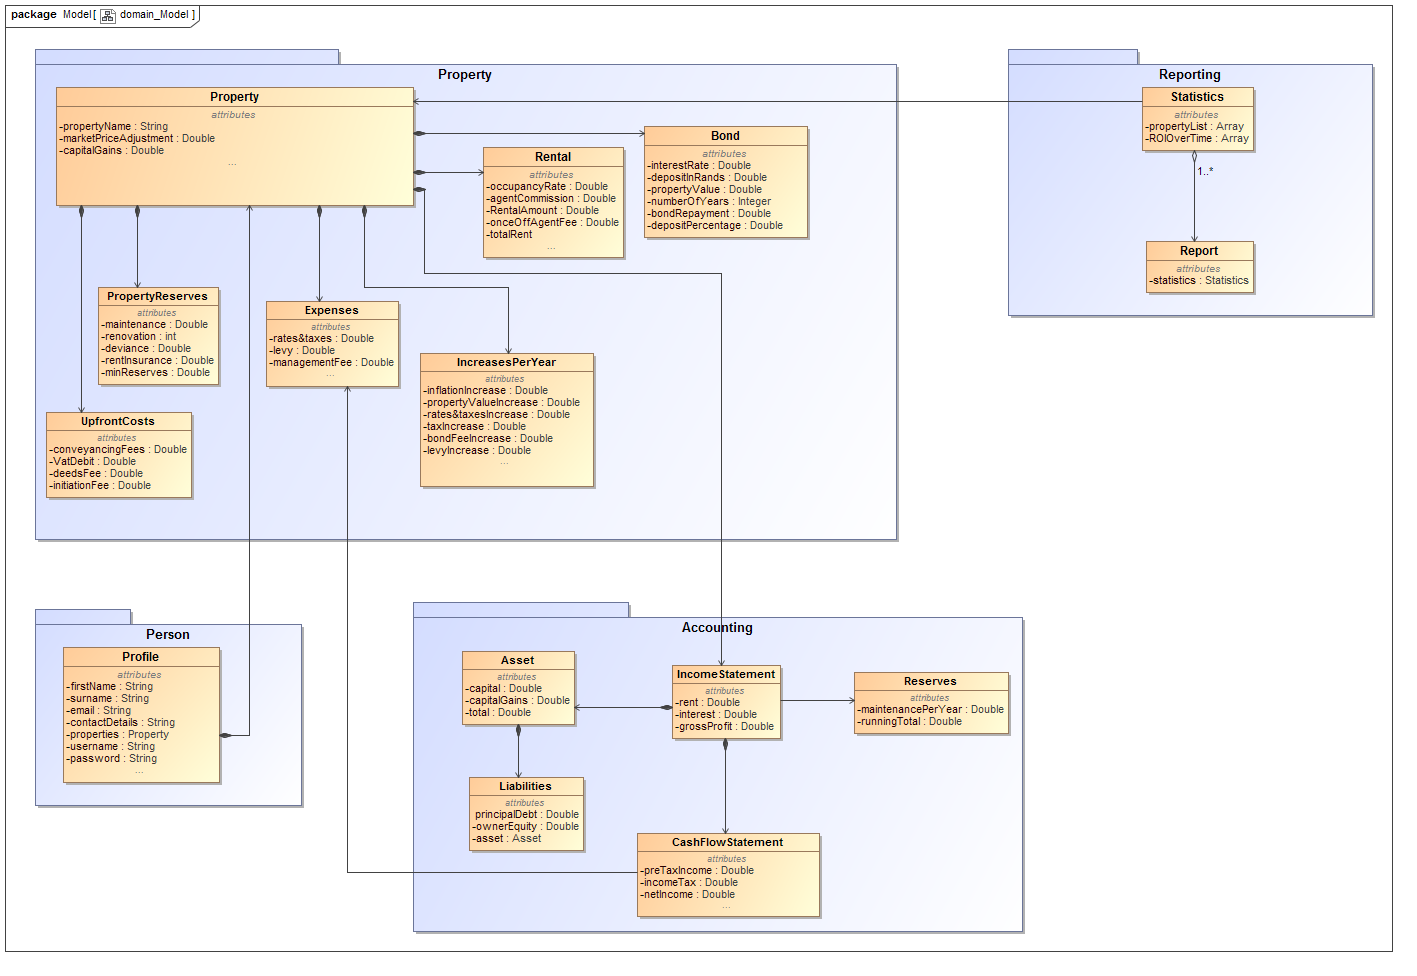 package Model[ domain_Model ]
Property
Property
attributes
-propertyName : String
-marketPriceAdjustment : Double
-capitalGains : Double
...
Rental
attributes
-occupancyRate : Double
-agentCommission : Double
-RentalAmount : Double
-onceOffAgentFee : Double
-totalRent
...
Bond
attributes
-interestRate : Double
-depositInRands : Double
-propertyValue : Double
-numberOfYears : Integer
-bondRepayment : Double
-depositPercentage : Double
PropertyReserves
attributes
-maintenance : Double
-renovation : int
-deviance : Double
-rentInsurance : Double
-minReserves : Double
Expenses
attributes
-rates&taxes : Double
-levy : Double
-managementFee : Double
...
IncreasesPerYear
attributes
-inflationIncrease : Double
-propertyValueIncrease : Double
-rates&taxesIncrease : Double
-taxIncrease : Double
-bondFeeIncrease : Double
-levyIncrease : Double
...
UpfrontCosts
attributes
-conveyancingFees : Double
-VatDebit : Double
-deedsFee : Double
-initiationFee : Double
Reporting
Statistics
attributes
-propertyList : Array
-ROIOverTime : Array
1..*
Report
attributes
-statistics : Statistics
Person
Profile
attributes
-firstName : String
-surname : String
-email : String
-contactDetails : String
-properties : Property
-username : String
-password : String
...
Accounting
Asset
attributes
-capital : Double
-capitalGains : Double
-total : Double
IncomeStatement
attributes
-rent : Double
-interest : Double
-grossProfit : Double
Reserves
attributes
-maintenancePerYear : Double
-runningTotal : Double
Liabilities
attributes
principalDebt : Double
-ownerEquity : Double
-asset : Asset
CashFlowStatement
attributes
-preTaxIncome : Double
-incomeTax : Double
-netIncome : Double
...